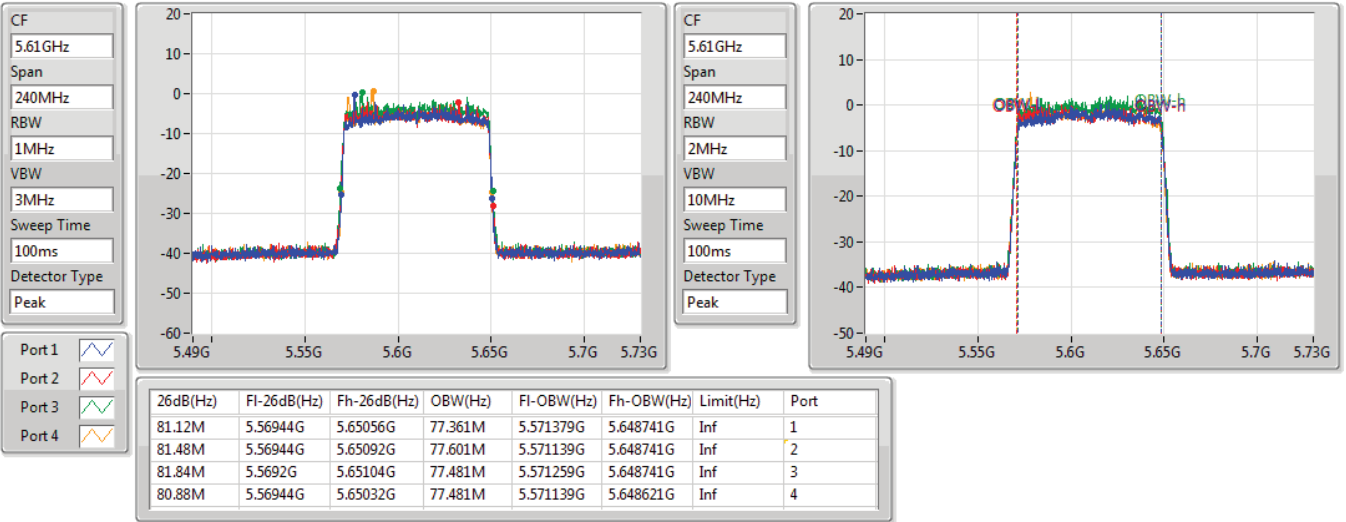 CF
5.61GHz
Span
240MHz
RBW
1MHz
VBW
3MHz
Sweep Time
100ms
Detector Type
Peak
20
10
0
-10
-20
-30
-40
-50
-60
5.49G 5.55G 5.6G 5.65G 5.7G 5.73G
CF
5.61GHz
Span
240MHz
RBW
2MHz
VBW
10MHz
Sweep Time
100ms
Detector Type
Peak
20
10
0
-10
-20
-30
-40
-50
OBW-h
OBW-h
5.49G 5.55G 5.6G 5.65G 5.7G 5.73G
Port 1
Port 2
Port 3
Port 4
26dB(Hz) Fl-26dB(Hz) Fh-26dB(Hz) OBW(Hz) Fl-OBW(Hz) Fh-OBW(Hz) Limit(Hz) Port
81.12M 5.56944G 5.65056G 77.361M 5.571379G 5.648741G Inf 1
81.48M 5.56944G 5.65092G 77.601M 5.571139G 5.648741G Inf 2
81.84M 5.5692G 5.65104G 77.481M 5.571259G 5.648741G Inf 3
80.88M 5.56944G 5.65032G 77.481M 5.571139G 5.648621G Inf 4